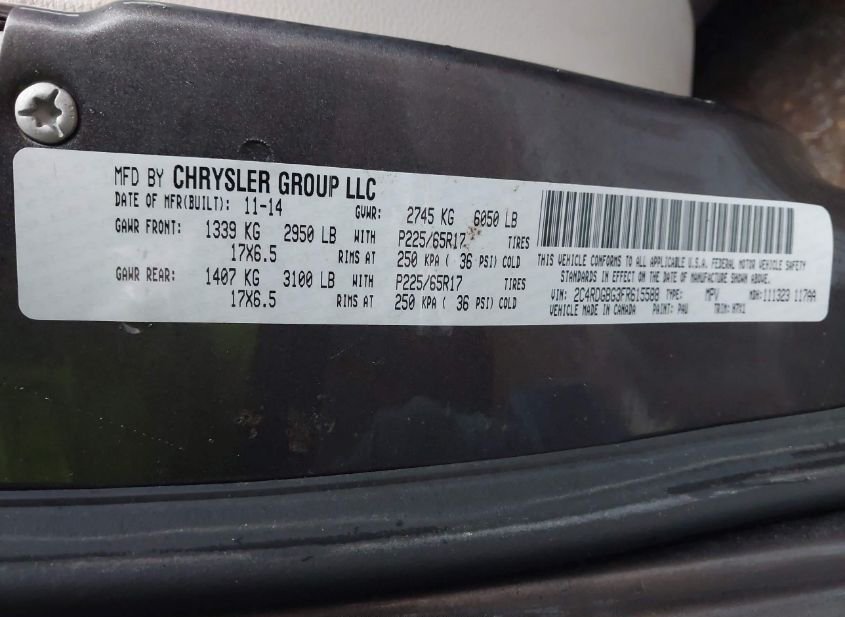 MFD BY CHRYSLER GROUP LLC
DATE OF MFR(BUILT): 11-14 GVWR: 2745 KG 6050 LB
GAWR FRONT: 1339 KG 2950 LB WITH P225/65R17 TIRES
17X6.5 RIMS AT 250 KPA ( 36 PSI) COLD
GAWR REAR: 1407 KG 3100 LB WITH P225/65R17 TIRES
17X6.5 RIMS AT 250 KPA ( 36 PSI) COLD
THIS VEHICLE CONFORMS TO ALL APPLICABLE U.S.A. FEDERAL MOTOR VEHICLE SAFETY
STANDARDS IN EFFECT ON THE DATE OF MANUFACTURE SHOWN ABOVE.
VIN: 2C4RDGBG3FR615588 TYPE: MPV MDH: 111323 117AA
VEHICLE MADE IN CANADA PAINT: PAU TRIM: